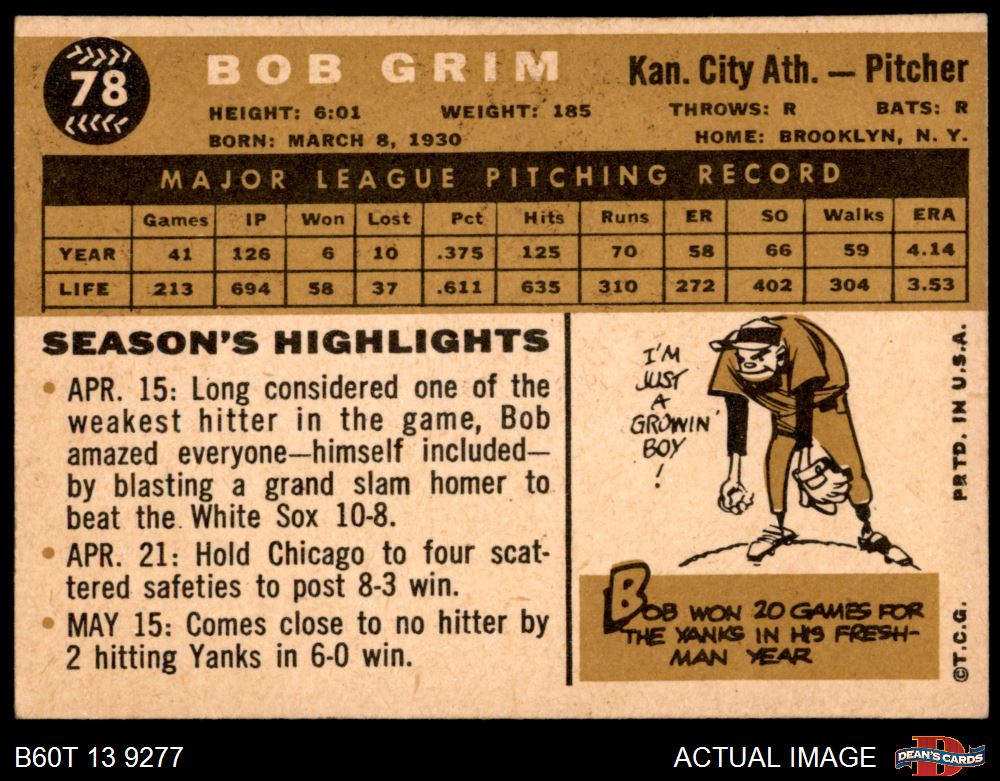 78
BOB GRIM
Kan. City Ath. — Pitcher
HEIGHT: 6:01 WEIGHT: 185 THROWS: R BATS: R
BORN: MARCH 8, 1930 HOME: BROOKLYN, N. Y.
MAJOR LEAGUE PITCHING RECORD
Games IP Won Lost Pct Hits Runs ER SO Walks ERA
YEAR 41 126 6 10 .375 125 70 58 66 59 4.14
LIFE 213 694 58 37 .611 635 310 272 402 304 3.53
SEASON'S HIGHLIGHTS
• APR. 15: Long considered one of the
weakest hitter in the game, Bob
amazed everyone—himself included—
by blasting a grand slam homer to
beat the White Sox 10-8.
• APR. 21: Hold Chicago to four scat-
tered safeties to post 8-3 win.
• MAY 15: Comes close to no hitter by
2 hitting Yanks in 6-0 win.
I'M
JUST
A
GROWIN'
BOY
!
BOB WON 20 GAMES FOR
THE YANKS IN HIS FRESH-
MAN YEAR
PRTD. IN U.S.A.
©T.C.G.
B60T 13 9277
ACTUAL IMAGE
D
DEAN'S CARDS